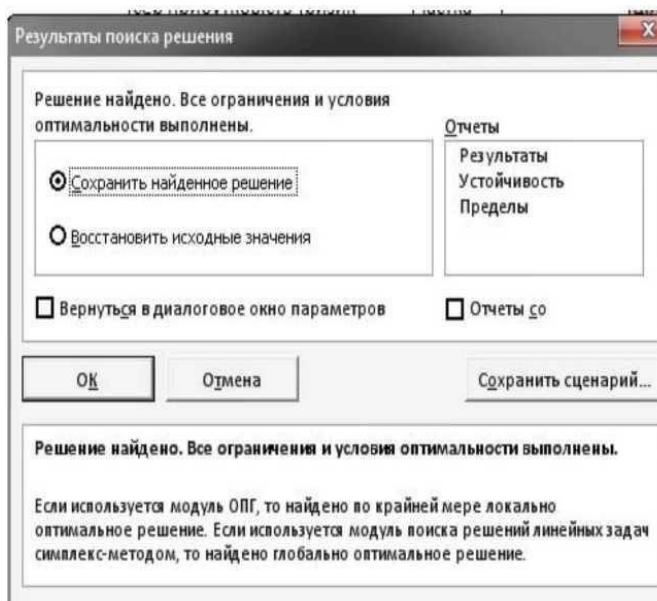 Результаты поиска решения
X
Решение найдено. Все ограничения и условия
оптимальности выполнены.
Отчеты
Сохранить найденное решение
Восстановить исходные значения
Результаты
Устойчивость
Пределы
Вернуться в диалоговое окно параметров
Отчеты со
ОК
Отмена
Сохранить сценарий...
Решение найдено. Все ограничения и условия оптимальности выполнены.
Если используется модуль ОПГ, то найдено по крайней мере локально
оптимальное решение. Если используется модуль поиска решений линейных задач
симплекс-методом, то найдено глобально оптимальное решение.